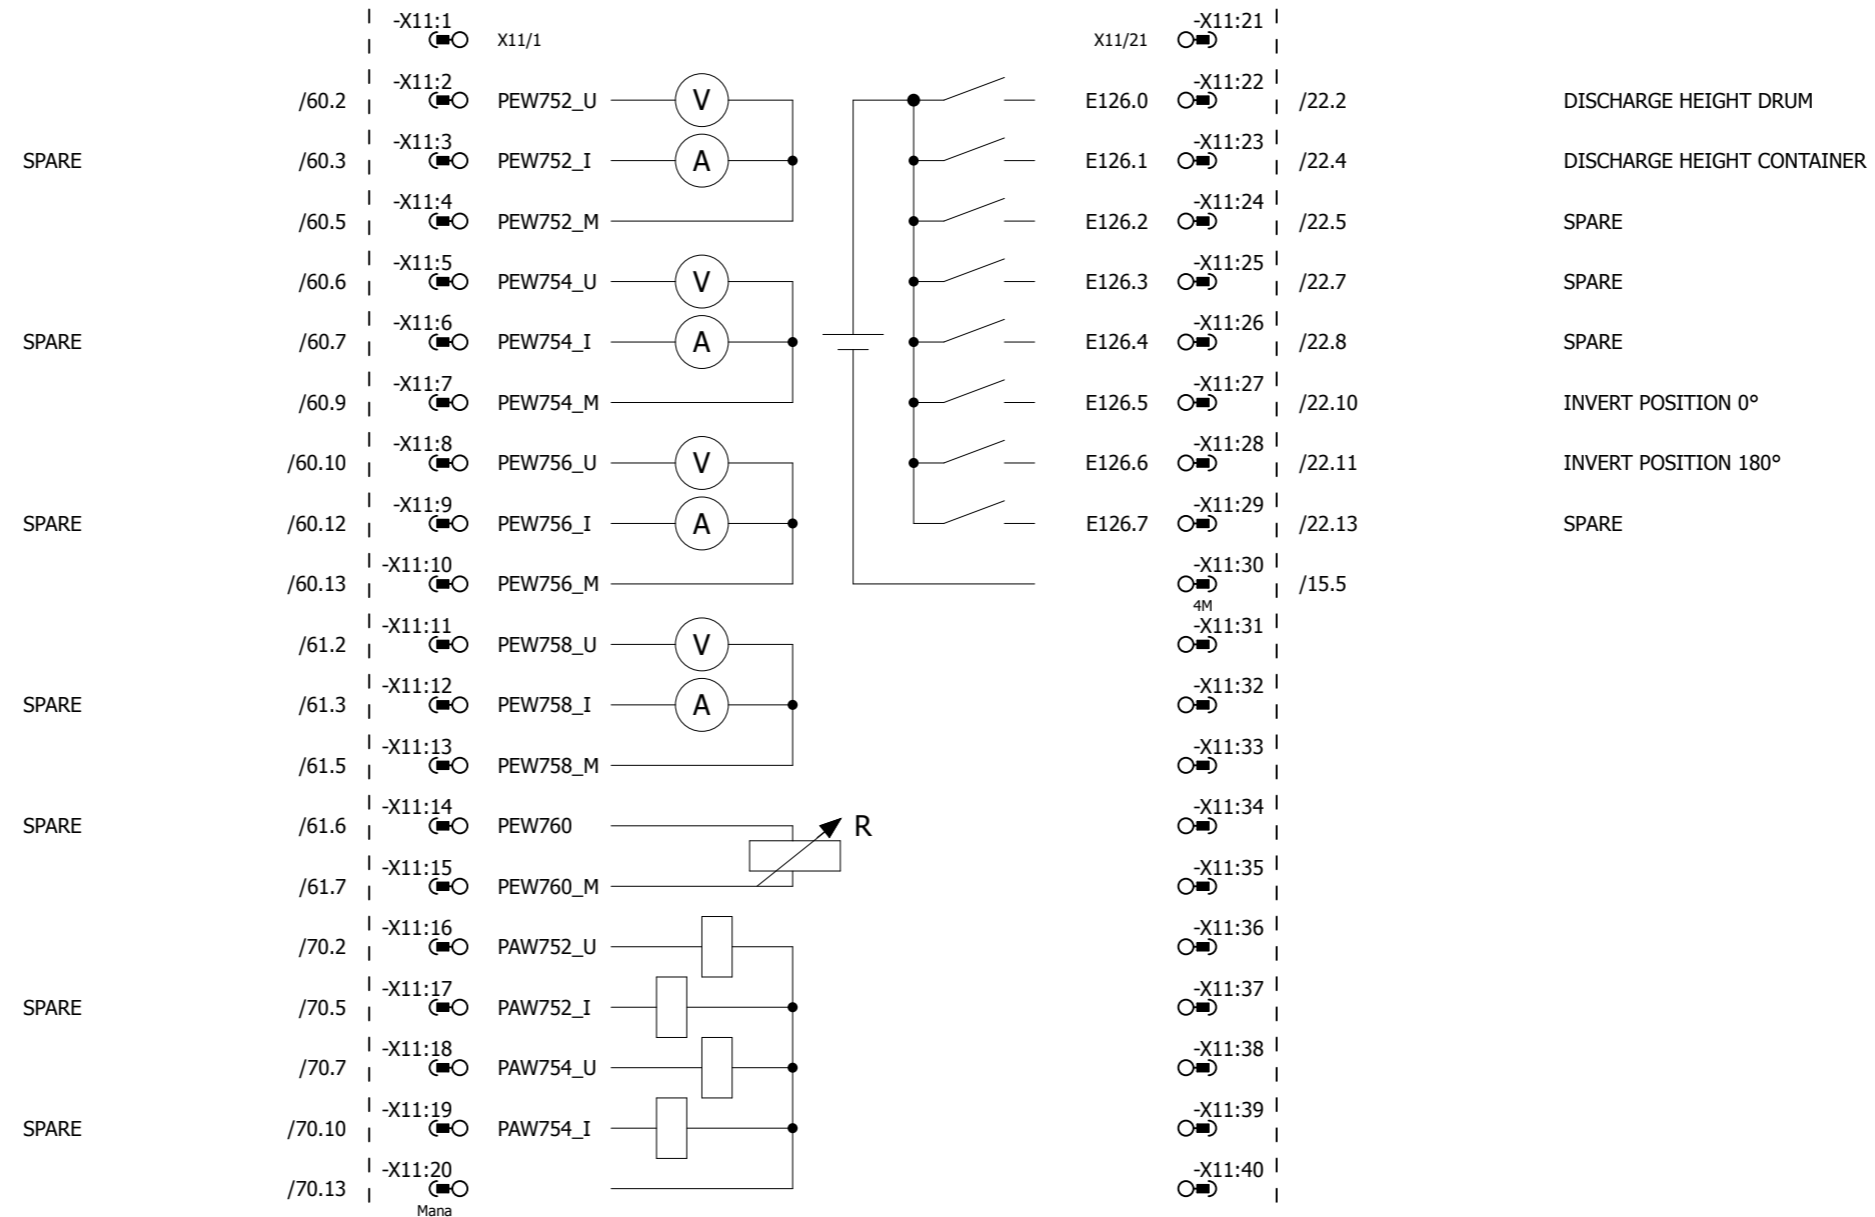 -X11:1 X11/1 X11/21 -X11:21
/60.2 -X11:2 PEW752_U V E126.0 -X11:22 /22.2 DISCHARGE HEIGHT DRUM
SPARE /60.3 -X11:3 PEW752_I A E126.1 -X11:23 /22.4 DISCHARGE HEIGHT CONTAINER
/60.5 -X11:4 PEW752_M E126.2 -X11:24 /22.5 SPARE
/60.6 -X11:5 PEW754_U V E126.3 -X11:25 /22.7 SPARE
SPARE /60.7 -X11:6 PEW754_I A E126.4 -X11:26 /22.8 SPARE
/60.9 -X11:7 PEW754_M E126.5 -X11:27 /22.10 INVERT POSITION 0°
/60.10 -X11:8 PEW756_U V E126.6 -X11:28 /22.11 INVERT POSITION 180°
SPARE /60.12 -X11:9 PEW756_I A E126.7 -X11:29 /22.13 SPARE
/60.13 -X11:10 PEW756_M -X11:30 /15.5
4M
/61.2 -X11:11 PEW758_U V -X11:31
SPARE /61.3 -X11:12 PEW758_I A -X11:32
/61.5 -X11:13 PEW758_M -X11:33
SPARE /61.6 -X11:14 PEW760 R -X11:34
/61.7 -X11:15 PEW760_M -X11:35
/70.2 -X11:16 PAW752_U -X11:36
SPARE /70.5 -X11:17 PAW752_I -X11:37
/70.7 -X11:18 PAW754_U -X11:38
SPARE /70.10 -X11:19 PAW754_I -X11:39
/70.13 -X11:20 -X11:40
Mana